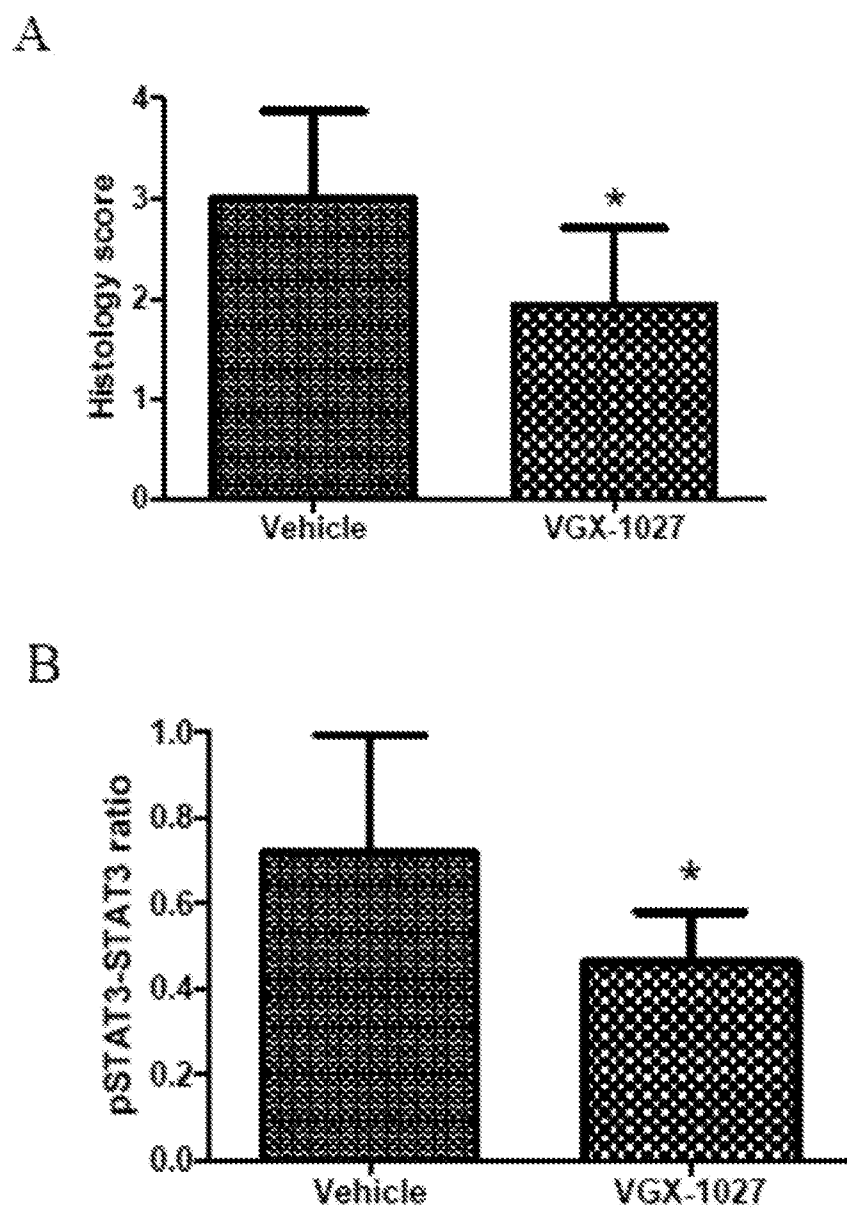 A
Histology score
4
3
2
1
0
*
Vehicle VGX-1027
B
pSTAT3-STAT3 ratio
1.0
0.8
0.6
0.4
0.2
0.0
*
Vehicle VGX-1027